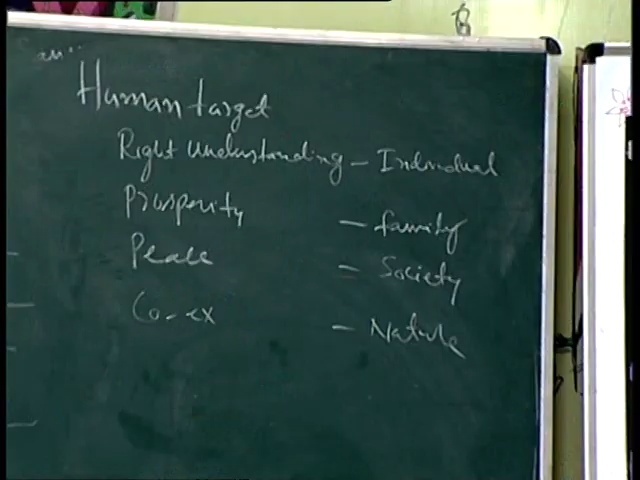 Human target
Right Understanding - Individual
Prosperity - family
Peace - Society
Co-ex - Nature